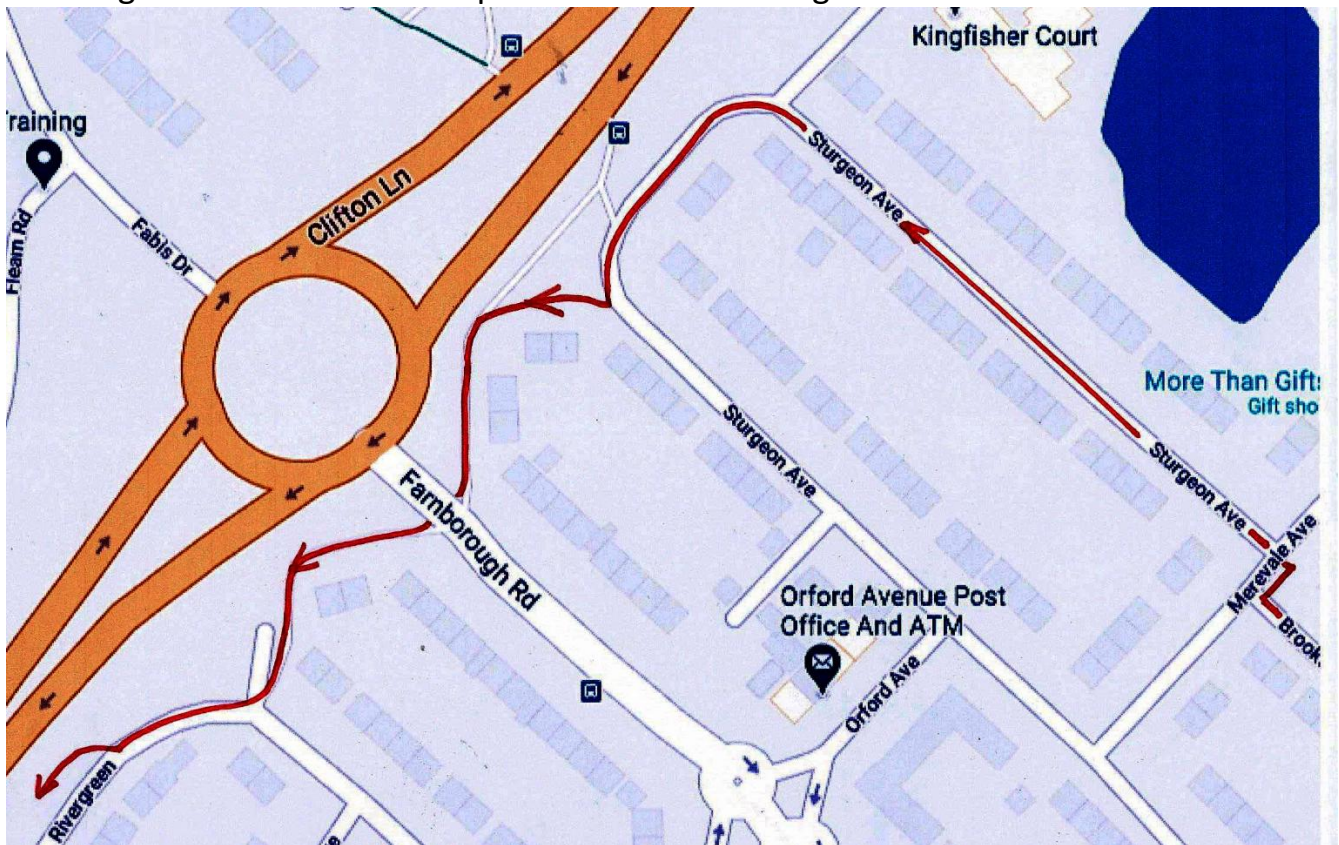 Kingfisher Court
Training
Clifton Ln
Sturgeon Ave
Fabis Dr
Fleam Rd
More Than Gifts
Gift sho
Sturgeon Ave
Sturgeon Ave
Merevale Ave
Farnborough Rd
Orford Avenue Post
Office And ATM
Brook
Orford Ave
Rivergreen